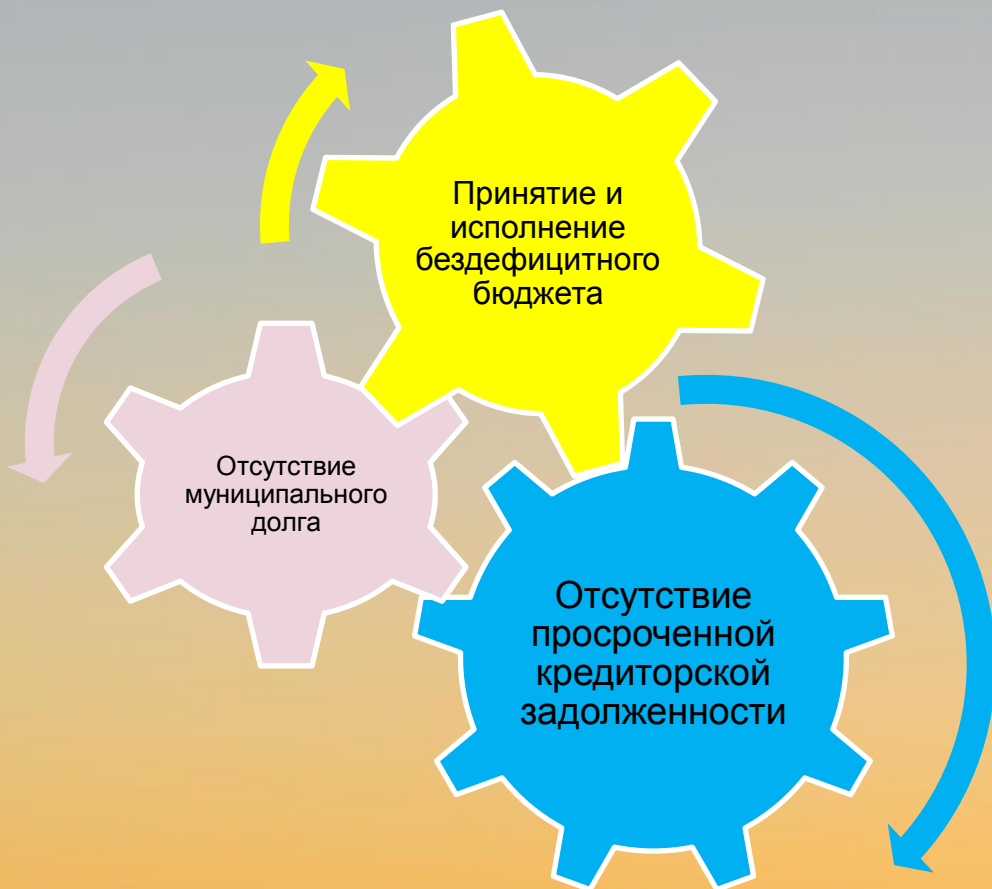 Принятие и
исполнение
бездефицитного
бюджета
Отсутствие
муниципального
долга
Отсутствие
просроченной
кредиторской
задолженности